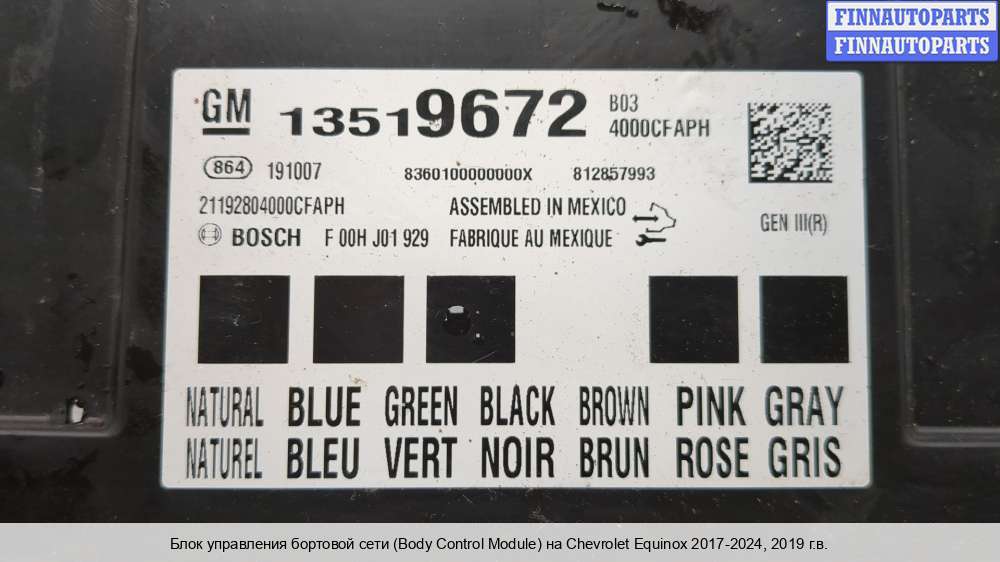 FINNAUTOPARTS
FINNAUTOPARTS
GM 13519672 B03
4000CFAPH
864 191007 8360100000000X 812857993
21192804000CFAPH ASSEMBLED IN MEXICO
GEN III(R)
BOSCH F 00H J01 929 FABRIQUE AU MEXIQUE
NATURAL BLUE GREEN BLACK BROWN PINK GRAY
NATUREL BLEU VERT NOIR BRUN ROSE GRIS
Блок управления бортовой сети (Body Control Module) на Chevrolet Equinox 2017-2024, 2019 г.в.